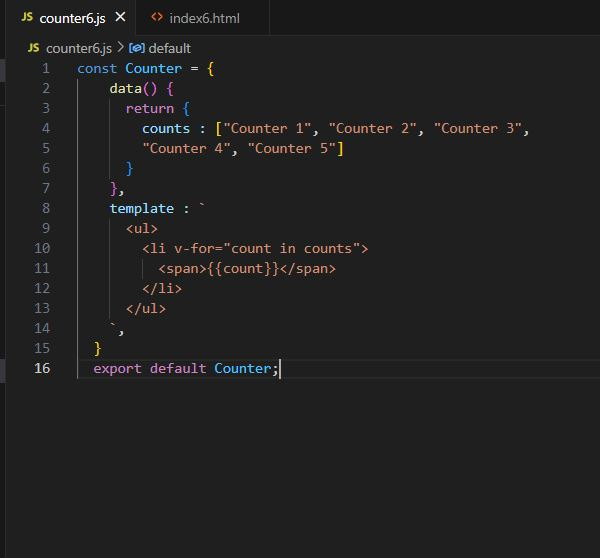 JS counter6.js × <> index6.html
JS counter6.js > default
1 const Counter = {
2 data() {
3 return {
4 counts : ["Counter 1", "Counter 2", "Counter 3",
5 "Counter 4", "Counter 5"]
6 }
7 },
8 template : `
9 <ul>
10 <li v-for="count in counts">
11 <span>{{count}}</span>
12 </li>
13 </ul>
14 `,
15 }
16 export default Counter;